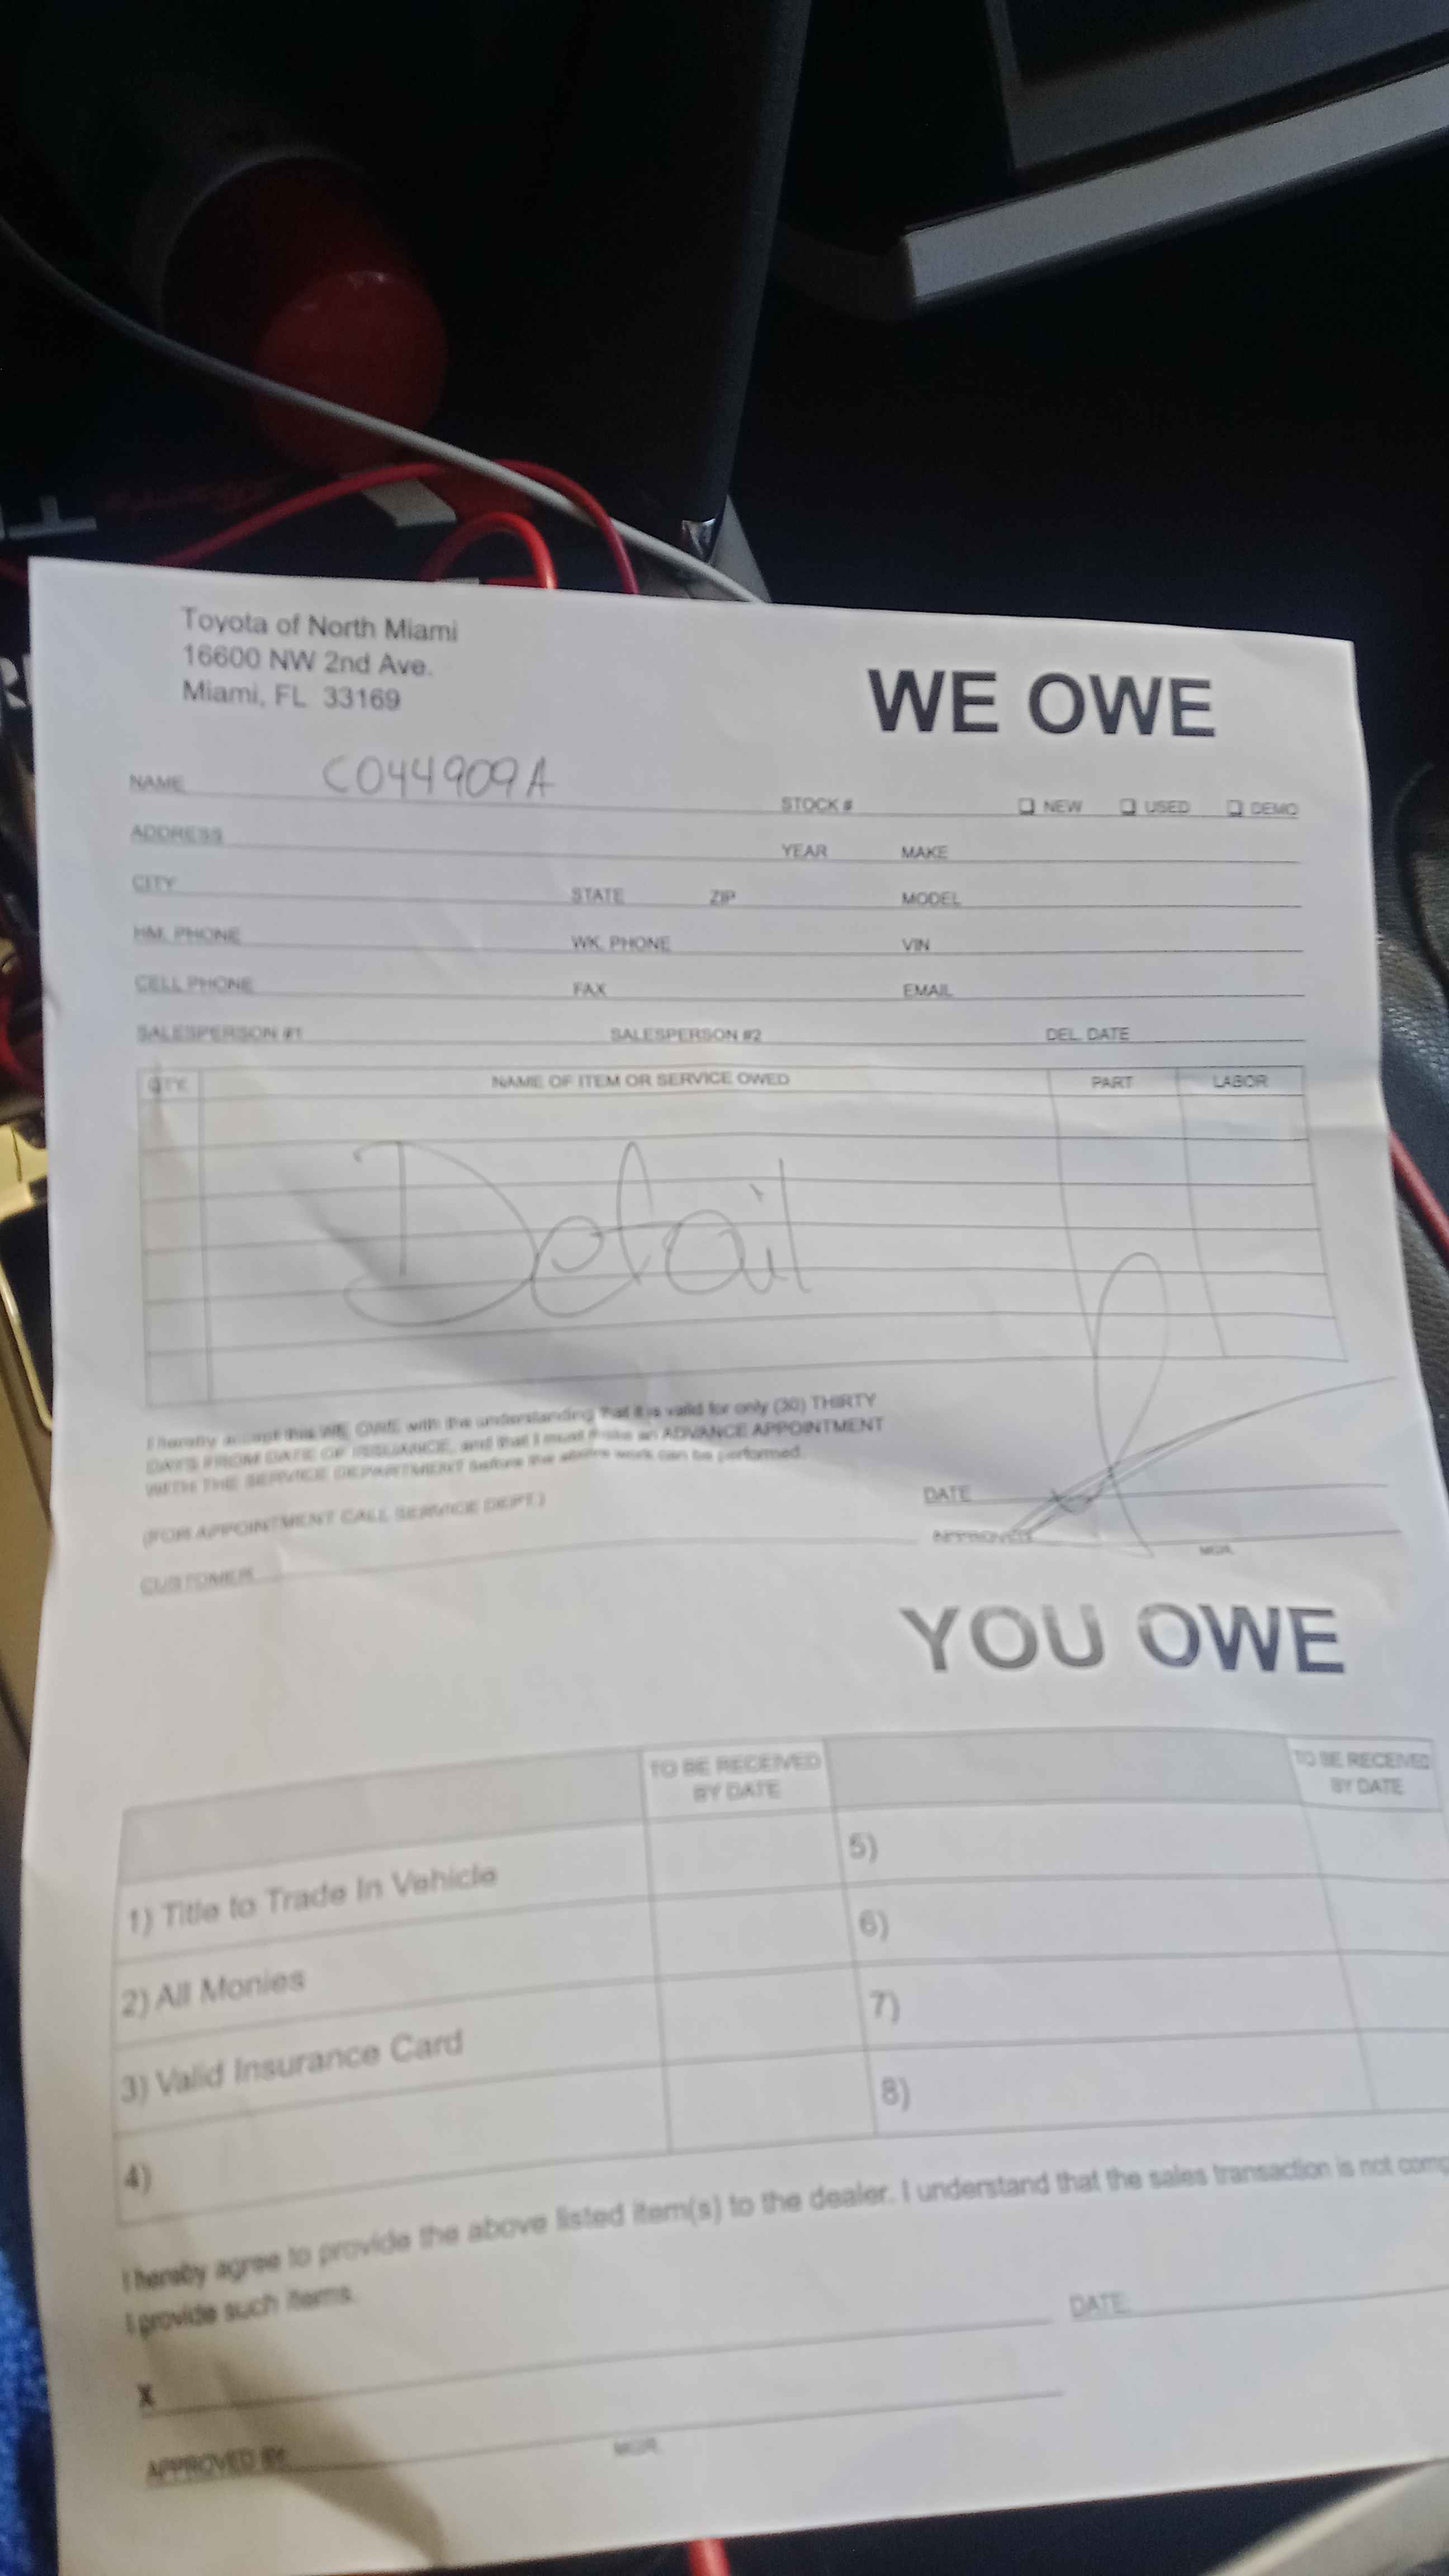 Toyota of North Miami
16600 NW 2nd Ave.
Miami, FL 33169
WE OWE
NAME C044909A
STOCK # ❑ NEW ❑ USED ❑ DEMO
ADDRESS
YEAR MAKE
CITY STATE ZIP MODEL
HM. PHONE WK. PHONE VIN
CELL PHONE FAX EMAIL
SALESPERSON #1 SALESPERSON #2 DEL. DATE
QTY. NAME OF ITEM OR SERVICE OWED PART LABOR
Detail
I hereby accept this WE OWE with the understanding that it is valid for only (30) THIRTY
DAYS FROM DATE OF ISSUANCE, and that I must make an ADVANCE APPOINTMENT
WITH THE SERVICE DEPARTMENT before the above work can be performed.
(FOR APPOINTMENT CALL SERVICE DEPT.)
DATE
APPROVED
MGR.
CUSTOMER
YOU OWE
TO BE RECEIVED
BY DATE
TO BE RECEIVED
BY DATE
1) Title to Trade In Vehicle 5)
2) All Monies 6)
3) Valid Insurance Card 7)
4) 8)
I hereby agree to provide the above listed item(s) to the dealer. I understand that the sales transaction is not comp
I provide such items.
DATE:
X
APPROVED BY: MGR.